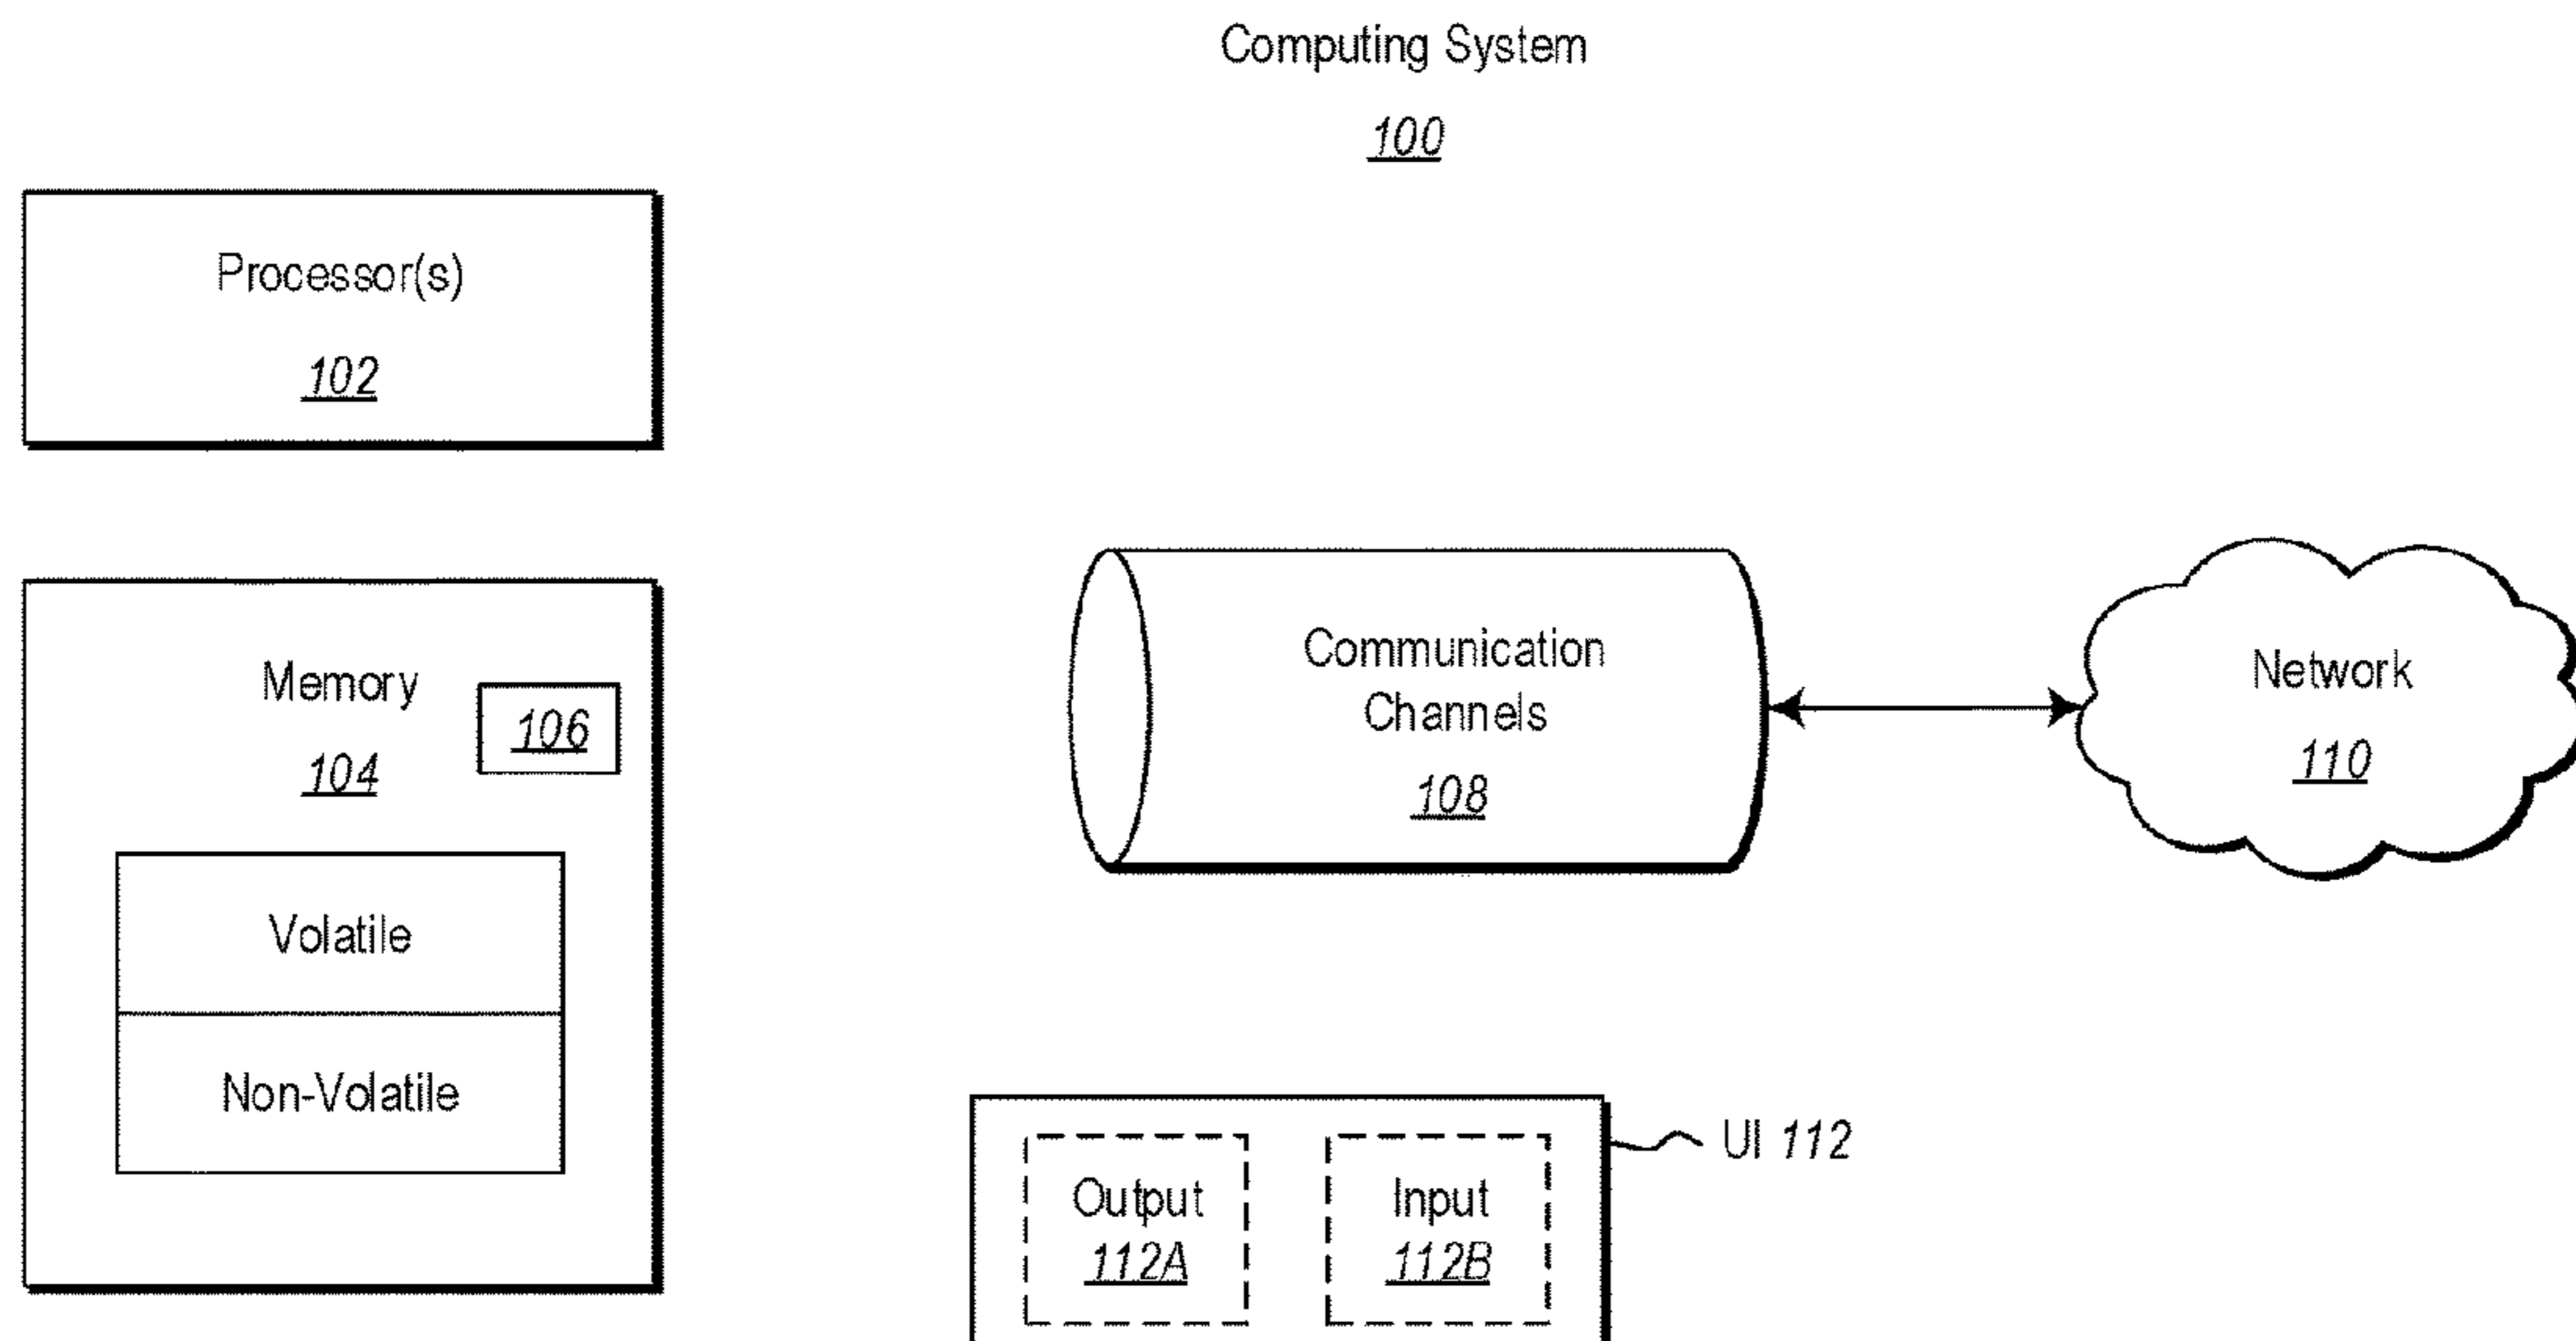 Computing System
100
Processor(s)
102
Memory
104
106
Volatile
Non-Volatile
Communication
Channels
108
Network
110
UI 112
Output
112A
Input
112B